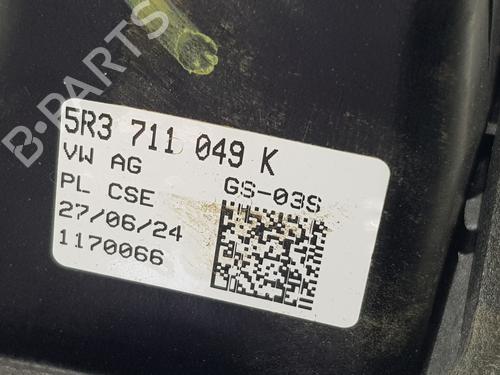 B-PARTS
5R3 711 049 K
VW AG
GS-03S
PL CSE
27/06/24
1170066